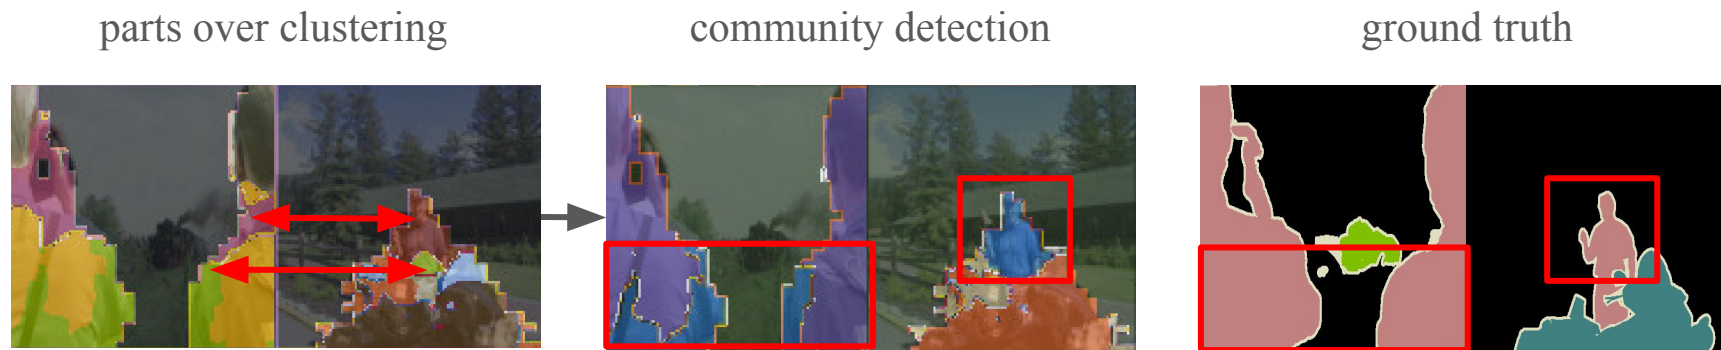 parts over clustering
community detection
ground truth